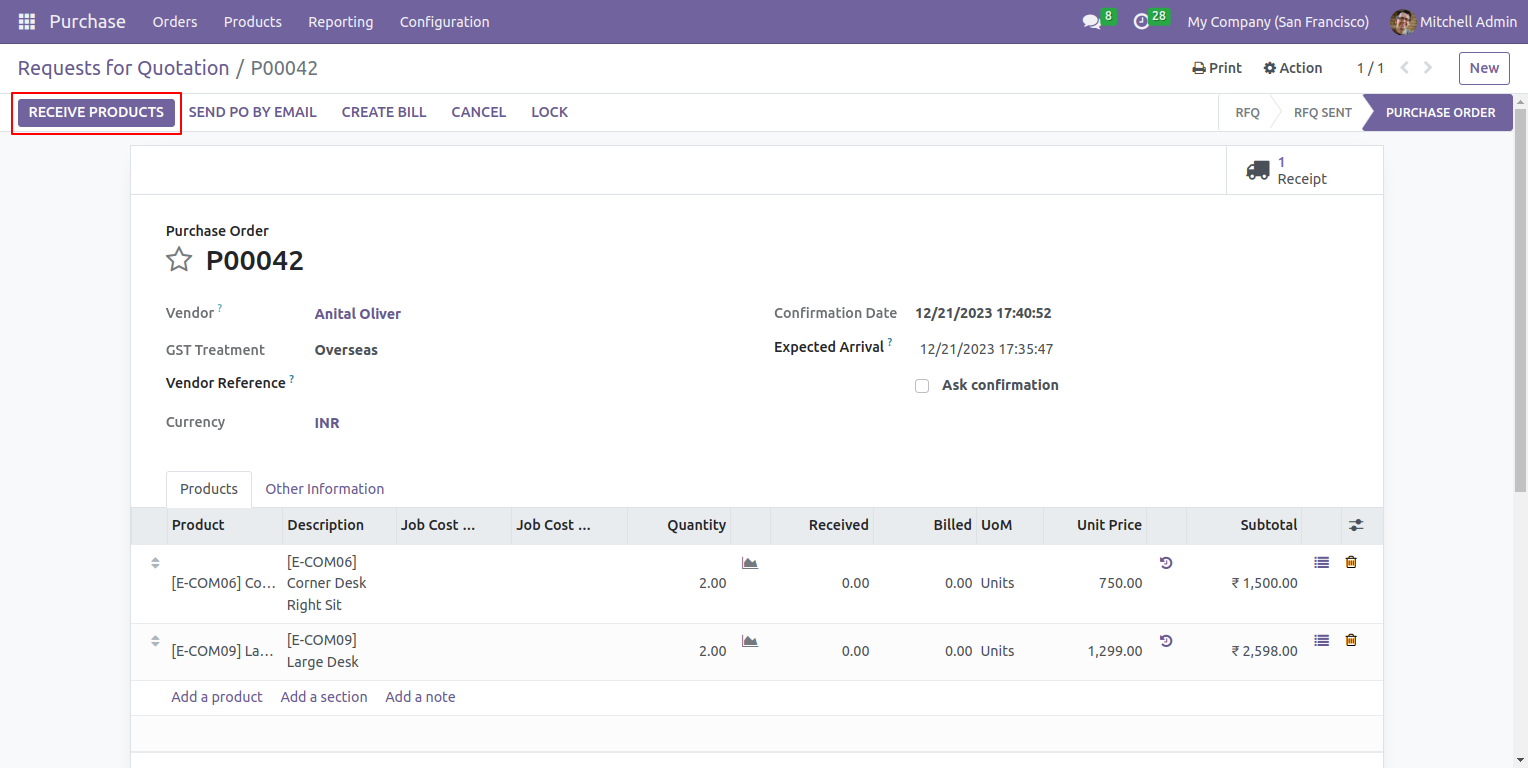 Purchase Orders Products Reporting Configuration 8 28 My Company (San Francisco) Mitchell Admin
Requests for Quotation / P00042 Print Action 1 / 1 New
RECEIVE PRODUCTS SEND PO BY EMAIL CREATE BILL CANCEL LOCK RFQ RFQ SENT PURCHASE ORDER
1
Receipt
Purchase Order
P00042
Vendor ? Anital Oliver Confirmation Date 12/21/2023 17:40:52
GST Treatment Overseas Expected Arrival ? 12/21/2023 17:35:47
Vendor Reference ? Ask confirmation
Currency INR
Products Other Information
Product Description Job Cost ... Job Cost ... Quantity Received Billed UoM Unit Price Subtotal
[E-COM06] Co... [E-COM06] 2.00 0.00 0.00 Units 750.00 ₹ 1,500.00
Corner Desk
Right Sit
[E-COM09] La... [E-COM09] 2.00 0.00 0.00 Units 1,299.00 ₹ 2,598.00
Large Desk
Add a product Add a section Add a note